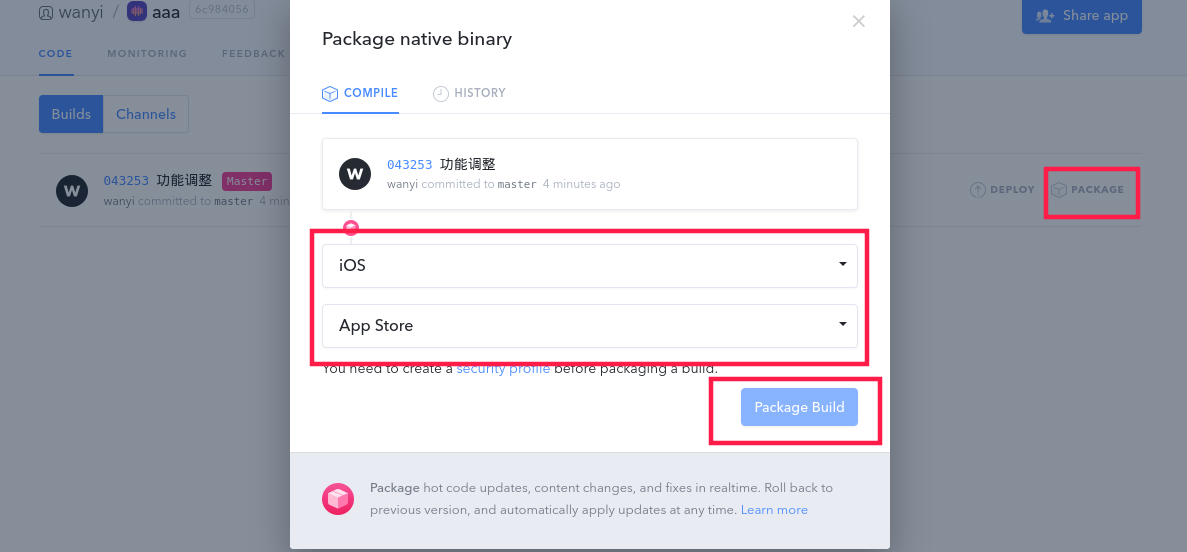 wanyi / aaa 6c984056
Share app
CODE MONITORING FEEDBACK
Builds Channels
043253 功能调整 Master
wanyi committed to master 4 min
DEPLOY PACKAGE
Package native binary
COMPILE HISTORY
043253 功能调整
wanyi committed to master 4 minutes ago
iOS
App Store
You need to create a security profile before packaging a build.
Package Build
Package hot code updates, content changes, and fixes in realtime. Roll back to
previous version, and automatically apply updates at any time. Learn more